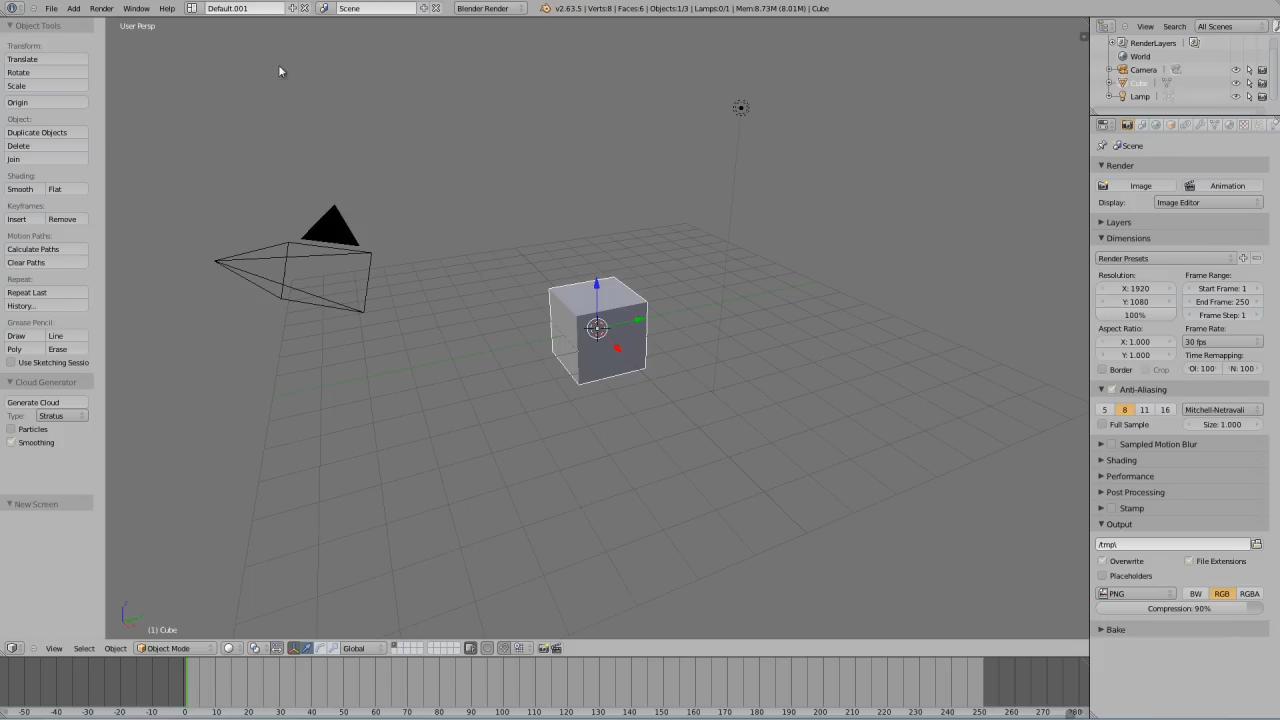 File Add Render Window Help Default.001 Scene Blender Render v2.63.5 | Verts:8 | Faces:6 | Objects:1/3 | Lamps:0/1 | Mem:8.73M (8.01M) | Cube
Object Tools
Transform:
Translate
Rotate
Scale
Origin
Object:
Duplicate Objects
Delete
Join
Shading:
Smooth Flat
Keyframes:
Insert Remove
Motion Paths:
Calculate Paths
Clear Paths
Repeat:
Repeat Last
History...
Grease Pencil:
Draw Line
Poly Erase
Use Sketching Sessio
Cloud Generator
Generate Cloud
Type: Stratus
Particles
Smoothing
New Screen
User Persp
(1) Cube
View Select Object Object Mode Global
-50 -40 -30 -20 -10 0 10 20 30 40 50 60 70 80 90 100 110 120 130 140 150 160 170 180 190 200 210 220 230 240 250 260 270 280
View Search All Scenes
RenderLayers
World
Camera
Cube
Lamp
Scene
Render
Image Animation
Display: Image Editor
Layers
Dimensions
Render Presets
Resolution: Frame Range:
X: 1920 Start Frame: 1
Y: 1080 End Frame: 250
100% Frame Step: 1
Aspect Ratio: Frame Rate:
X: 1.000 30 fps
Y: 1.000 Time Remapping:
Border Crop Ol: 100 N: 100
Anti-Aliasing
5 8 11 16 Mitchell-Netravali
Full Sample Size: 1.000
Sampled Motion Blur
Shading
Performance
Post Processing
Stamp
Output
/tmp\
Overwrite File Extensions
Placeholders
PNG BW RGB RGBA
Compression: 90%
Bake